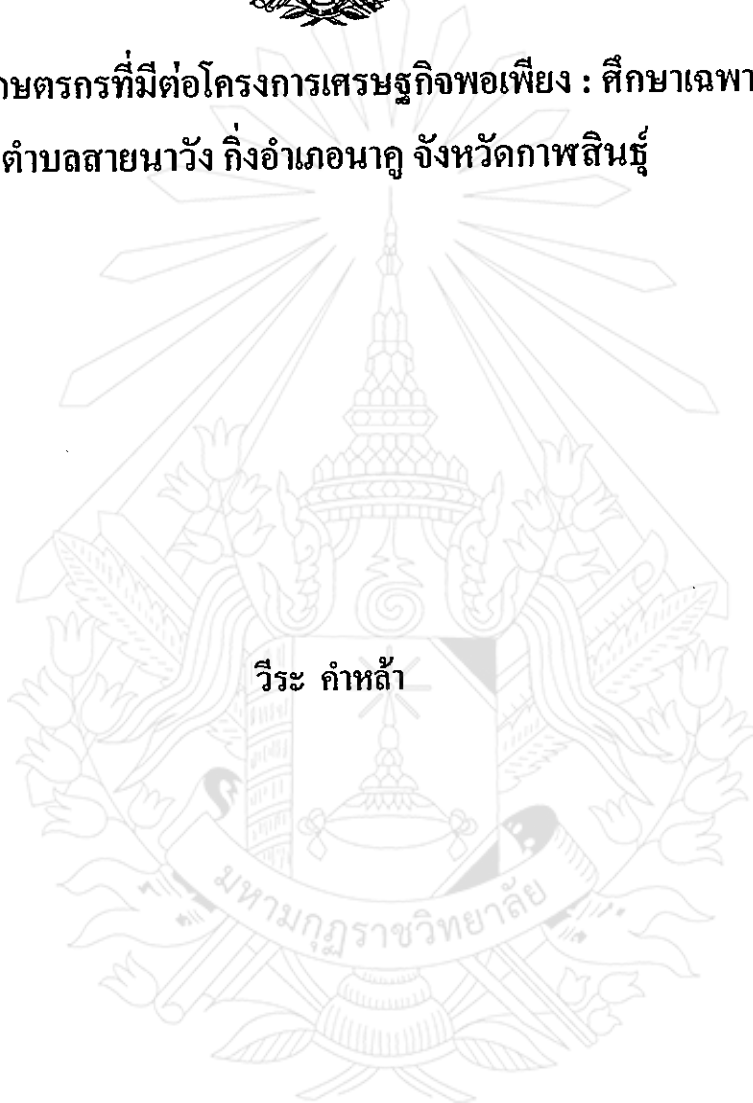 กษตรกรที่มีต่อโครงการเศรษฐกิจพอเพียง : ศึกษาเฉพา
ตำบลสายนาวัง กิ่งอำเภอนาคู จังหวัดกาฬสินธุ์
วีระ คำหล้า
มหามกุฏราชวิทยาลัย